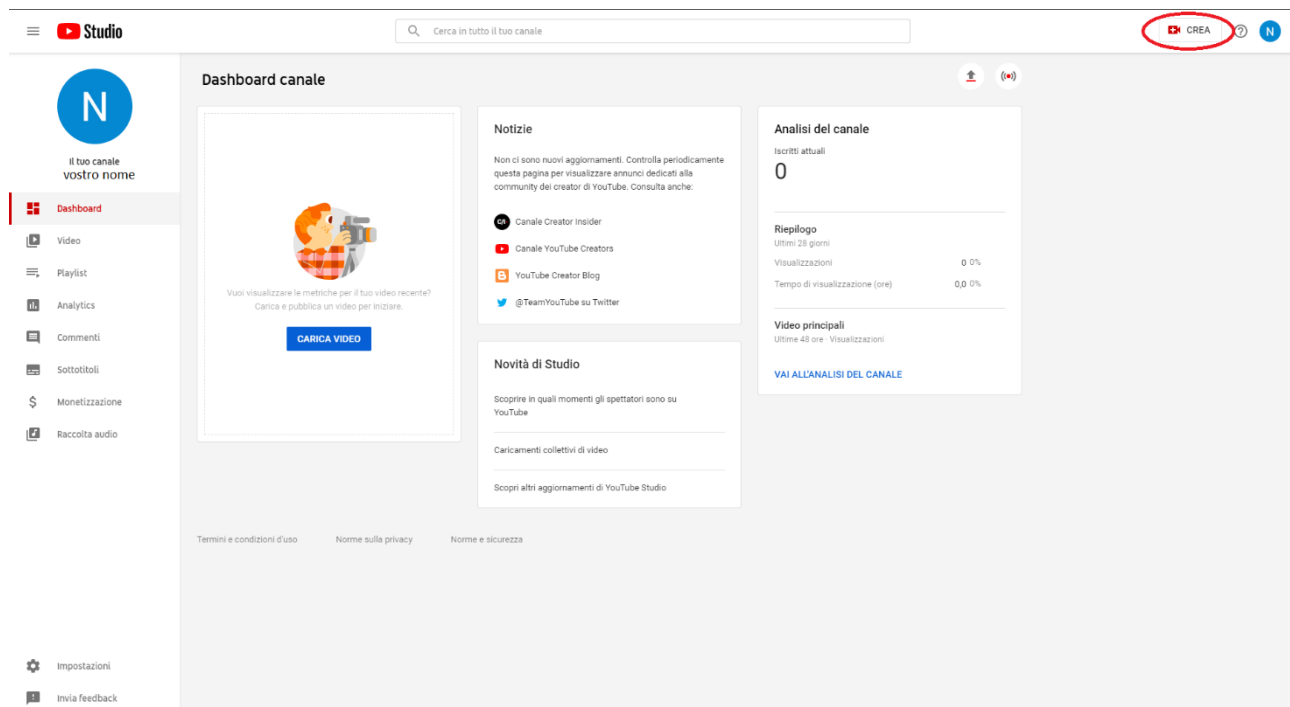 Studio
Cerca in tutto il tuo canale
CREA
N
N
Il tuo canale
vostro nome
Dashboard
Video
Playlist
Analytics
Commenti
Sottotitoli
Monetizzazione
Raccolta audio
Impostazioni
Invia feedback
Dashboard canale
Vuoi visualizzare le metriche per il tuo video recente?
Carica e pubblica un video per iniziare.
CARICA VIDEO
Notizie
Non ci sono nuovi aggiornamenti. Controlla periodicamente
questa pagina per visualizzare annunci dedicati alla
community dei creator di YouTube. Consulta anche:
Canale Creator Insider
Canale YouTube Creators
YouTube Creator Blog
@TeamYouTube su Twitter
Novità di Studio
Scoprire in quali momenti gli spettatori sono su
YouTube
Caricamenti collettivi di video
Scopri altri aggiornamenti di YouTube Studio
Analisi del canale
Iscritti attuali
0
Riepilogo
Ultimi 28 giorni
Visualizzazioni 0 0%
Tempo di visualizzazione (ore) 0,0 0%
Video principali
Ultime 48 ore · Visualizzazioni
VAI ALL'ANALISI DEL CANALE
Termini e condizioni d'uso Norme sulla privacy Norme e sicurezza